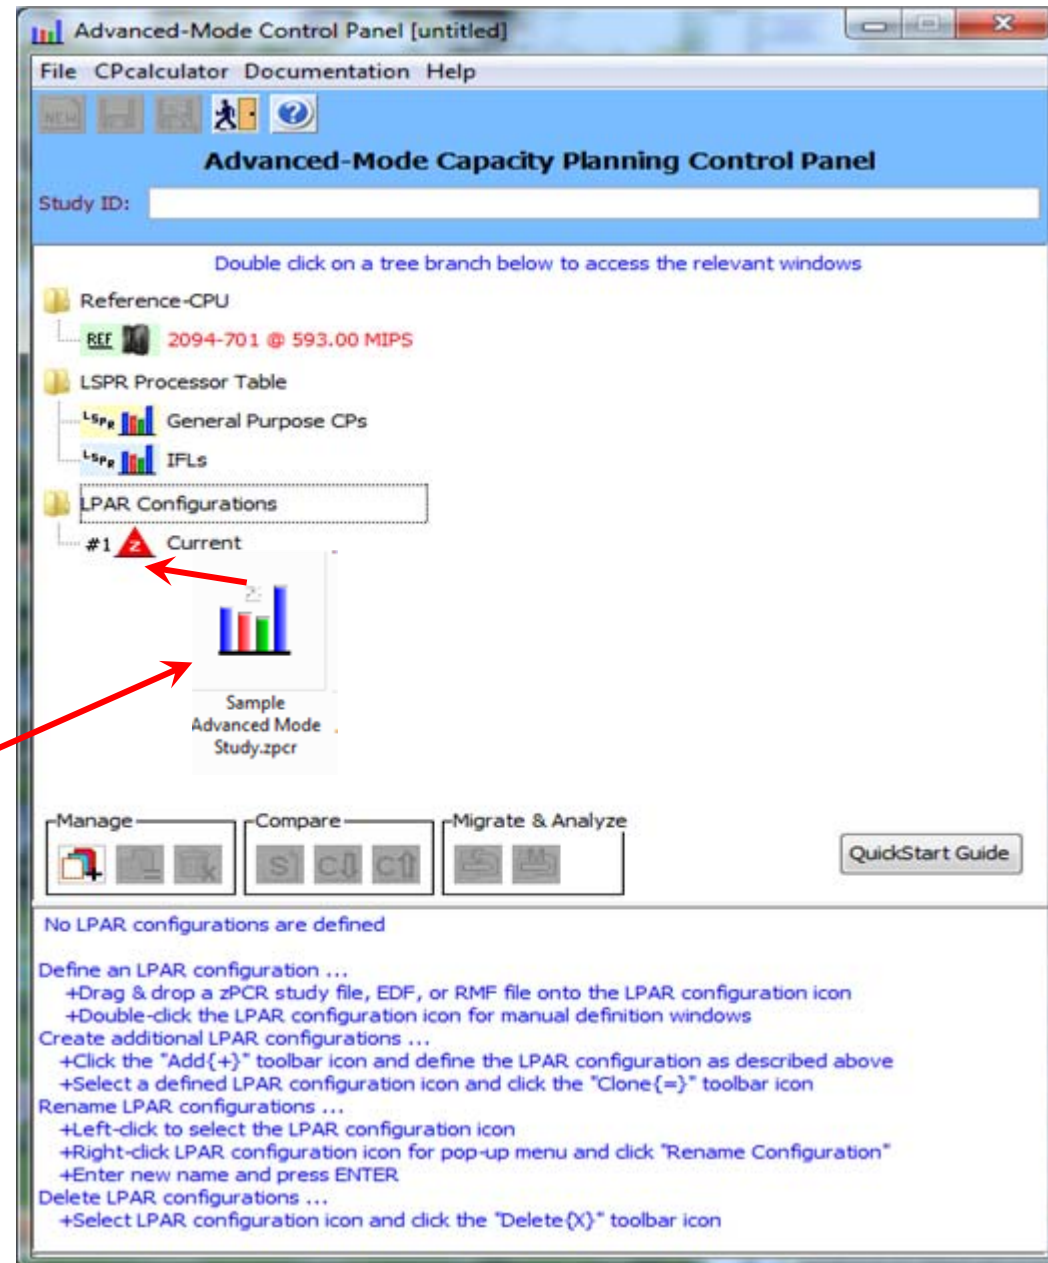 Advanced-Mode Control Panel [untitled]
File CPcalculator Documentation Help
NEW
Advanced-Mode Capacity Planning Control Panel
Study ID:
Double click on a tree branch below to access the relevant windows
Reference-CPU
REF 2094-701 @ 593.00 MIPS
LSPR Processor Table
LSPR General Purpose CPs
LSPR IFLs
LPAR Configurations
#1 Z Current
Sample
Advanced Mode
Study.zpcr
Manage Compare Migrate & Analyze
S C C S M
QuickStart Guide
No LPAR configurations are defined
Define an LPAR configuration ...
+Drag & drop a zPCR study file, EDF, or RMF file onto the LPAR configuration icon
+Double-click the LPAR configuration icon for manual definition windows
Create additional LPAR configurations ...
+Click the "Add{+}" toolbar icon and define the LPAR configuration as described above
+Select a defined LPAR configuration icon and click the "Clone{=}" toolbar icon
Rename LPAR configurations ...
+Left-click to select the LPAR configuration icon
+Right-click LPAR configuration icon for pop-up menu and click "Rename Configuration"
+Enter new name and press ENTER
Delete LPAR configurations ...
+Select LPAR configuration icon and click the "Delete{X}" toolbar icon